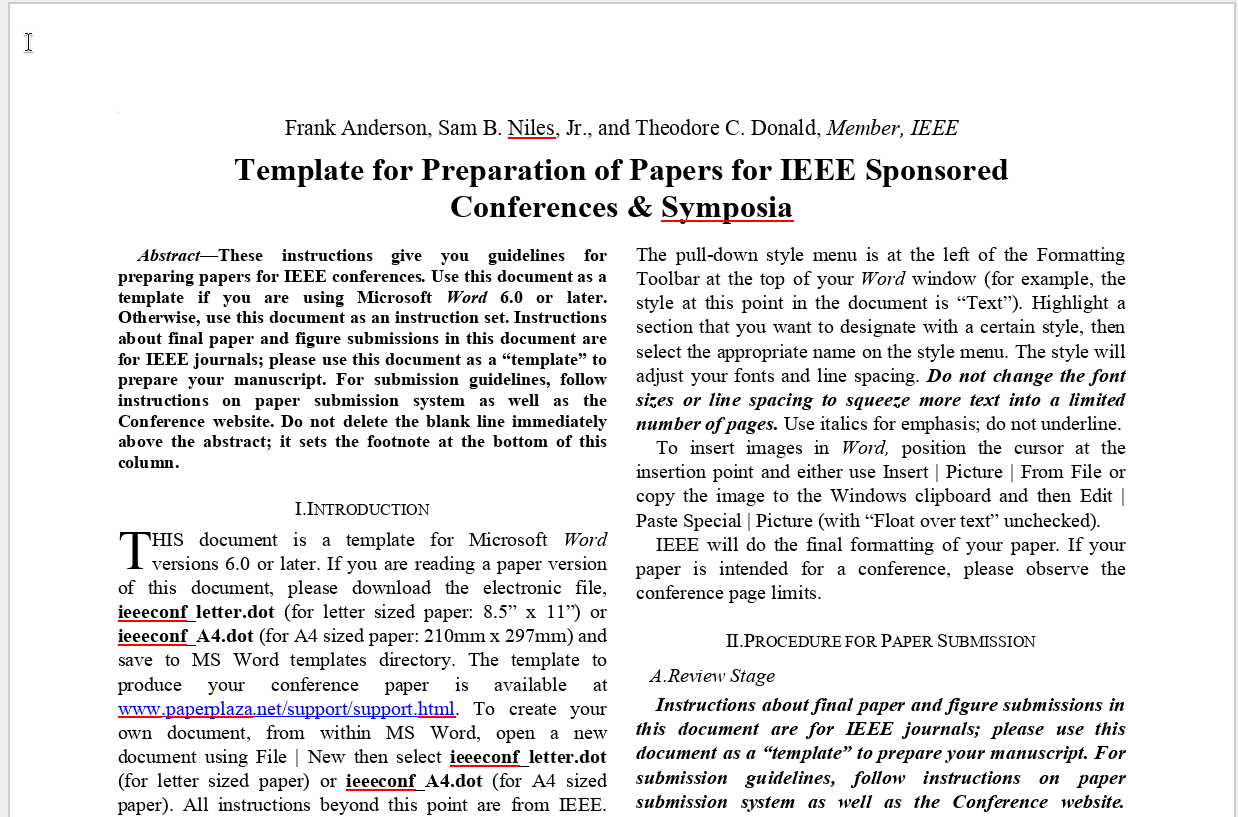 Frank Anderson, Sam B. Niles, Jr., and Theodore C. Donald, Member, IEEE
Template for Preparation of Papers for IEEE Sponsored
Conferences & Symposia
Abstract—These instructions give you guidelines for
preparing papers for IEEE conferences. Use this document as a
template if you are using Microsoft Word 6.0 or later.
Otherwise, use this document as an instruction set. Instructions
about final paper and figure submissions in this document are
for IEEE journals; please use this document as a “template” to
prepare your manuscript. For submission guidelines, follow
instructions on paper submission system as well as the
Conference website. Do not delete the blank line immediately
above the abstract; it sets the footnote at the bottom of this
column.
I.INTRODUCTION
THIS document is a template for Microsoft Word
versions 6.0 or later. If you are reading a paper version
of this document, please download the electronic file,
ieeeconf_letter.dot (for letter sized paper: 8.5” x 11”) or
ieeeconf_A4.dot (for A4 sized paper: 210mm x 297mm) and
save to MS Word templates directory. The template to
produce your conference paper is available at
www.paperplaza.net/support/support.html. To create your
own document, from within MS Word, open a new
document using File | New then select ieeeconf_letter.dot
(for letter sized paper) or ieeeconf_A4.dot (for A4 sized
paper). All instructions beyond this point are from IEEE.
The pull-down style menu is at the left of the Formatting
Toolbar at the top of your Word window (for example, the
style at this point in the document is “Text”). Highlight a
section that you want to designate with a certain style, then
select the appropriate name on the style menu. The style will
adjust your fonts and line spacing. Do not change the font
sizes or line spacing to squeeze more text into a limited
number of pages. Use italics for emphasis; do not underline.
To insert images in Word, position the cursor at the
insertion point and either use Insert | Picture | From File or
copy the image to the Windows clipboard and then Edit |
Paste Special | Picture (with “Float over text” unchecked).
IEEE will do the final formatting of your paper. If your
paper is intended for a conference, please observe the
conference page limits.
II.PROCEDURE FOR PAPER SUBMISSION
A.Review Stage
Instructions about final paper and figure submissions in
this document are for IEEE journals; please use this
document as a “template” to prepare your manuscript. For
submission guidelines, follow instructions on paper
submission system as well as the Conference website.